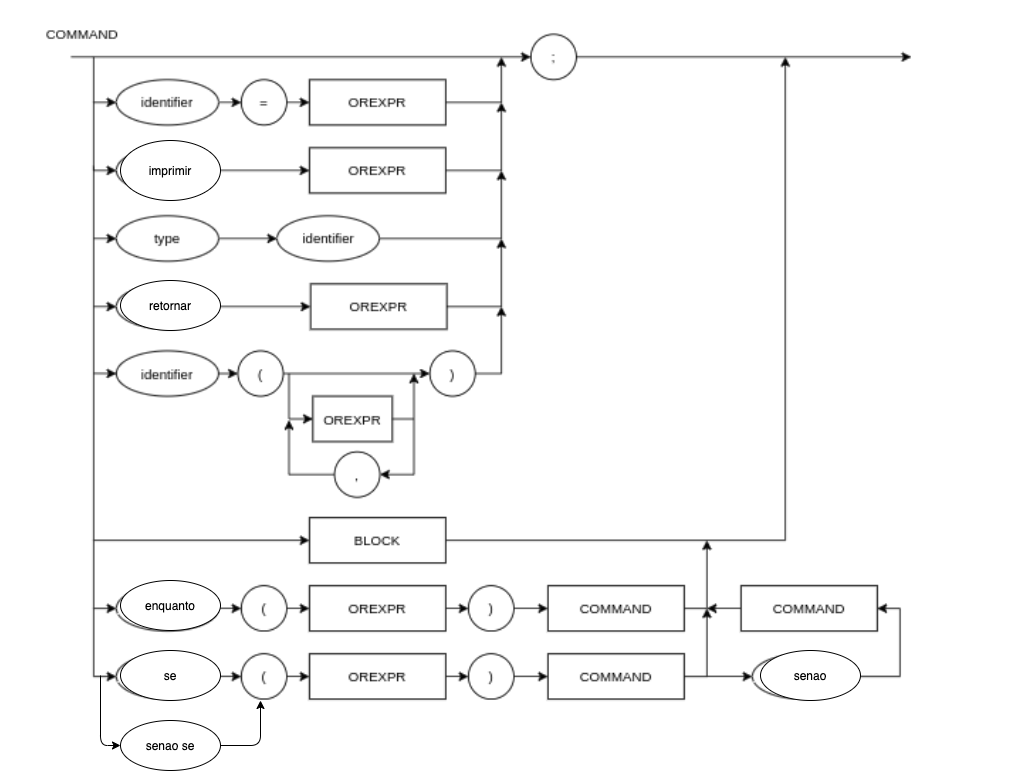 COMMAND
;
identifier = OREXPR
imprimir OREXPR
type identifier
retornar OREXPR
identifier ( )
OREXPR
,
BLOCK
enquanto ( OREXPR ) COMMAND COMMAND
se ( OREXPR ) COMMAND senao
senao se